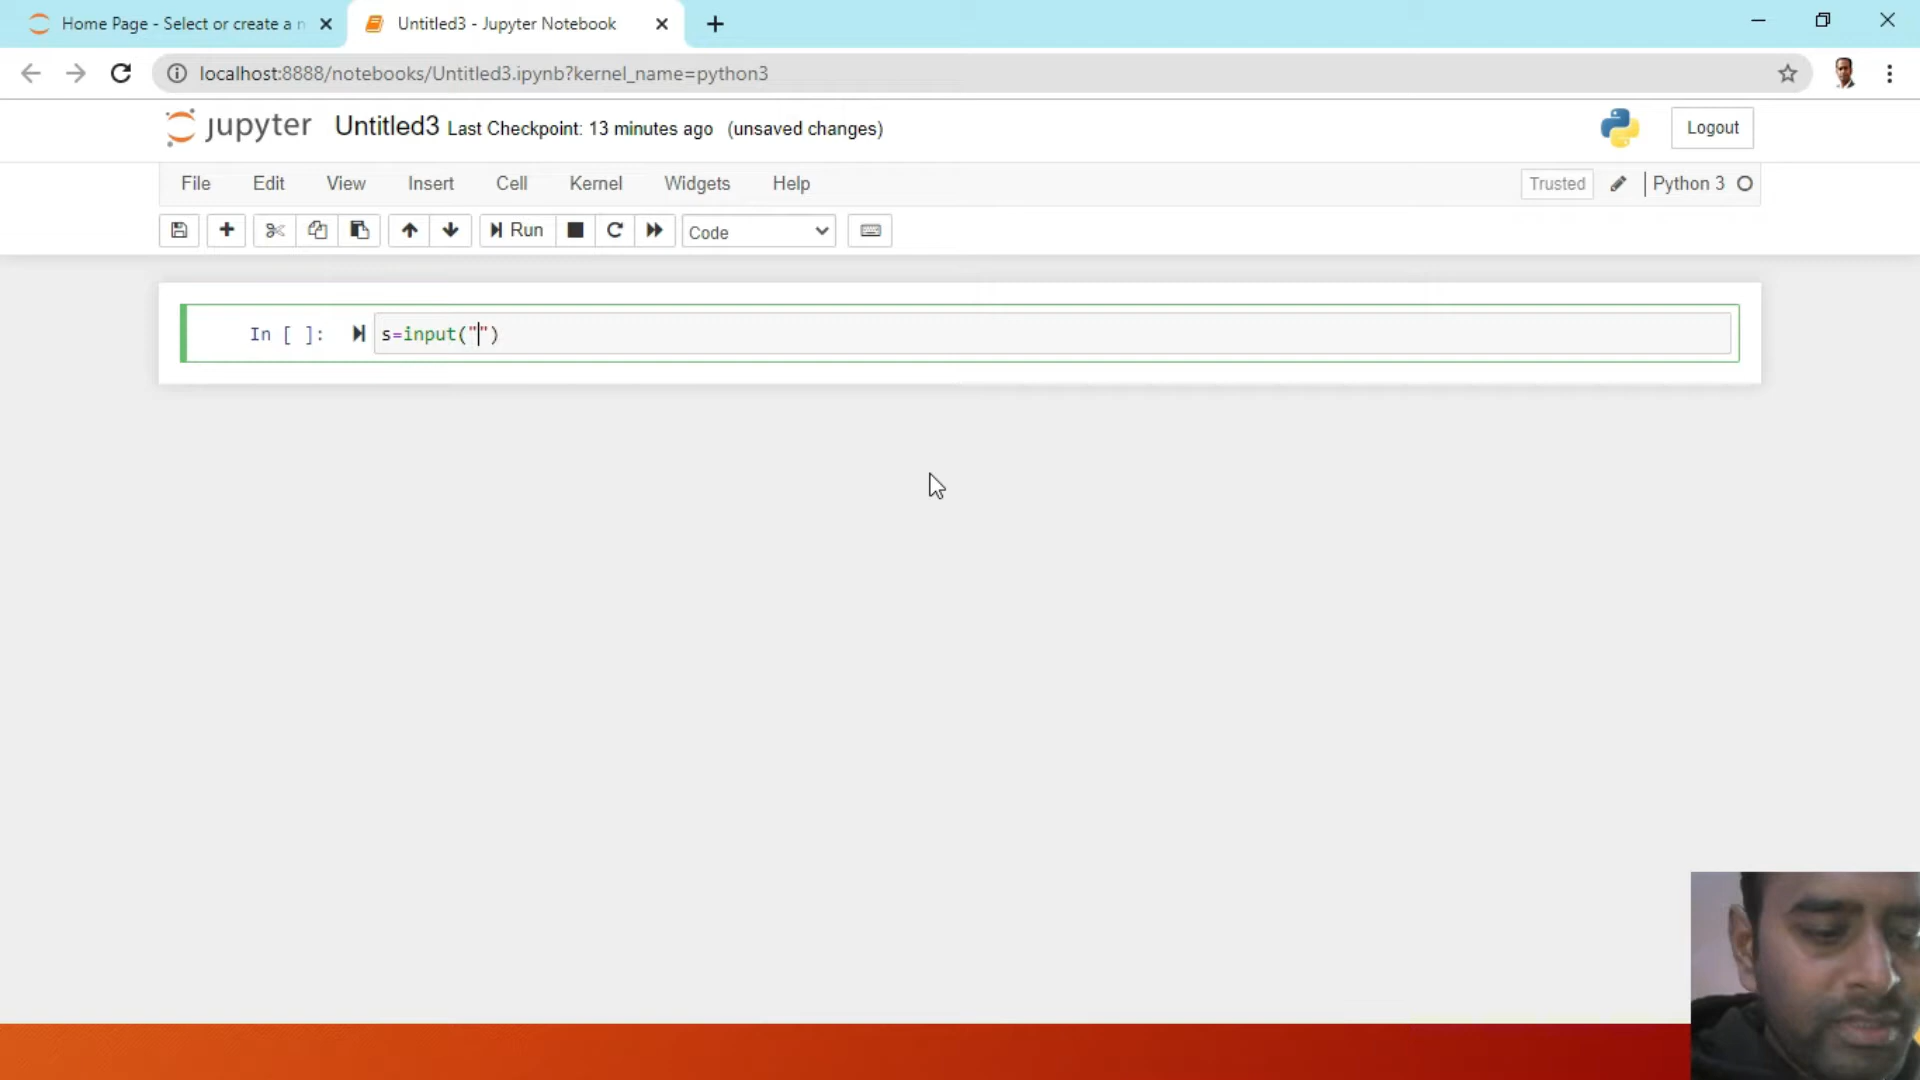 Home Page - Select or create a n
Untitled3 - Jupyter Notebook
localhost:8888/notebooks/Untitled3.ipynb?kernel_name=python3
jupyter Untitled3 Last Checkpoint: 13 minutes ago (unsaved changes)
Logout
File Edit View Insert Cell Kernel Widgets Help
Trusted Python 3
Run Code
In [ ]: s=input("")